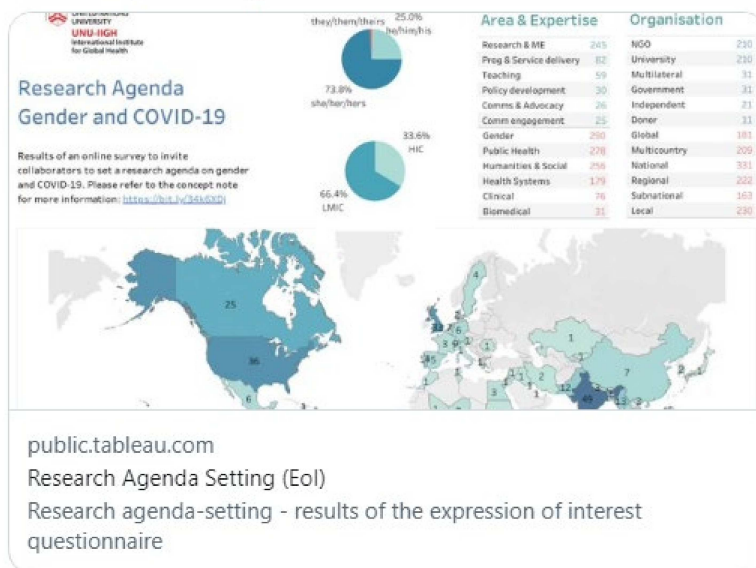 UNITED NATIONS
UNIVERSITY
UNU-IIGH
International Institute
for Global Health
Research Agenda
Gender and COVID-19
Results of an online survey to invite
collaborators to set a research agenda on gender
and COVID-19. Please refer to the concept note
for more information:
they/them/theirs
25.0%
he/him/his
73.8%
she/her/hers
33.6%
HIC
66.4%
LMIC
Area & Expertise
Research & ME
Prog & Service delivery 82
Teaching 59
Policy development 30
Comms & Advocacy 26
Comm engagement 25
Gender
Public Health 278
Humanities & Social 256
Health Systems 179
Clinical 76
Biomedical 31
Organisation
NGO 210
University 210
Multilateral 31
Government 31
Independent 21
Donor
Global 181
Multicountry 209
National 331
Regional 222
Subnational 163
Local 230
25
6
4
1
7
49
public.tableau.com
Research Agenda Setting (EoI)
Research agenda-setting - results of the expression of interest
questionnaire